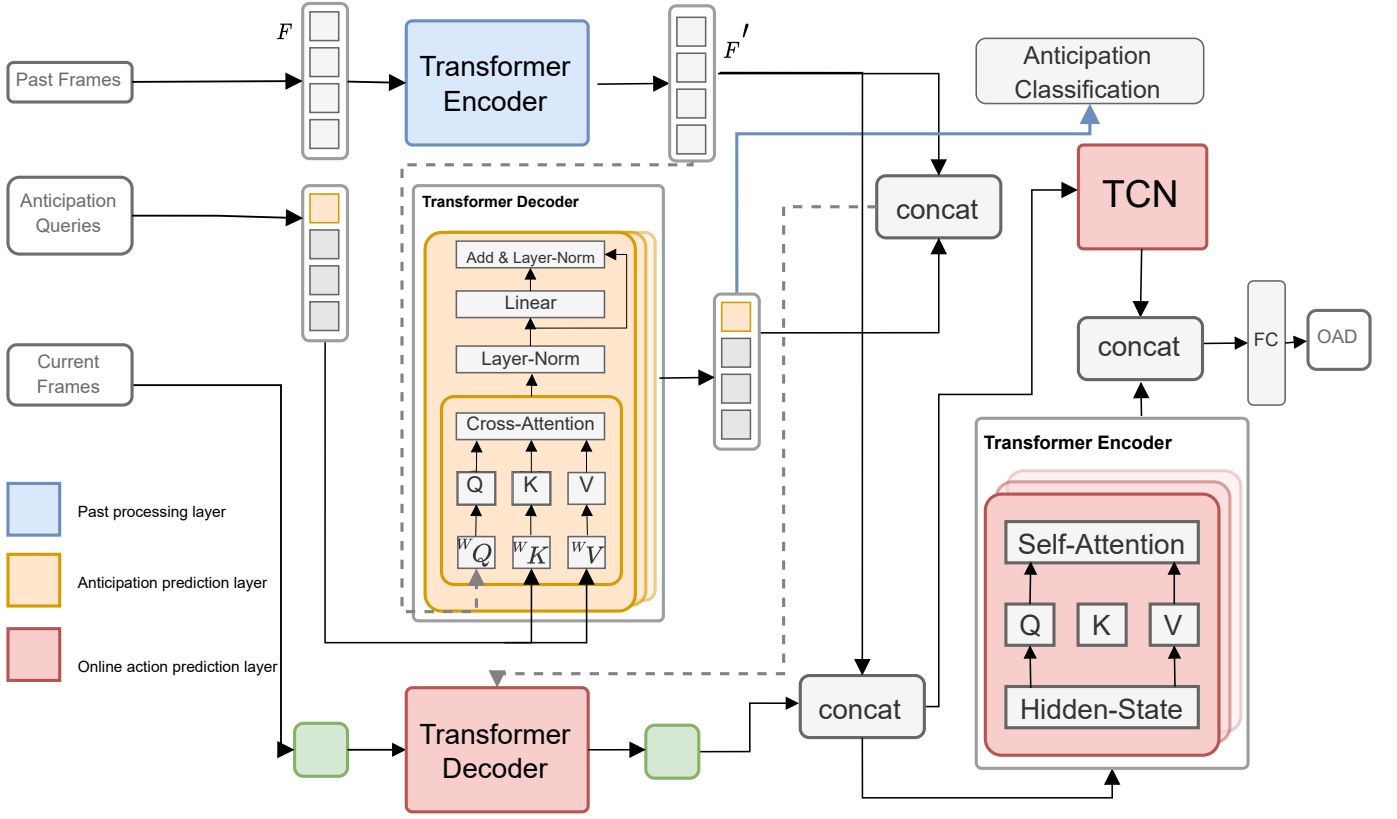 Past Frames
F
Transformer
Encoder
F′
Anticipation
Classification
Anticipation
Queries
Transformer Decoder
Add & Layer-Norm
Linear
Layer-Norm
Cross-Attention
Q
K
V
WQ
WK
WV
concat
TCN
concat
FC
OAD
Current
Frames
Past processing layer
Anticipation prediction layer
Online action prediction layer
Transformer
Decoder
concat
Transformer Encoder
Self-Attention
Q
K
V
Hidden-State